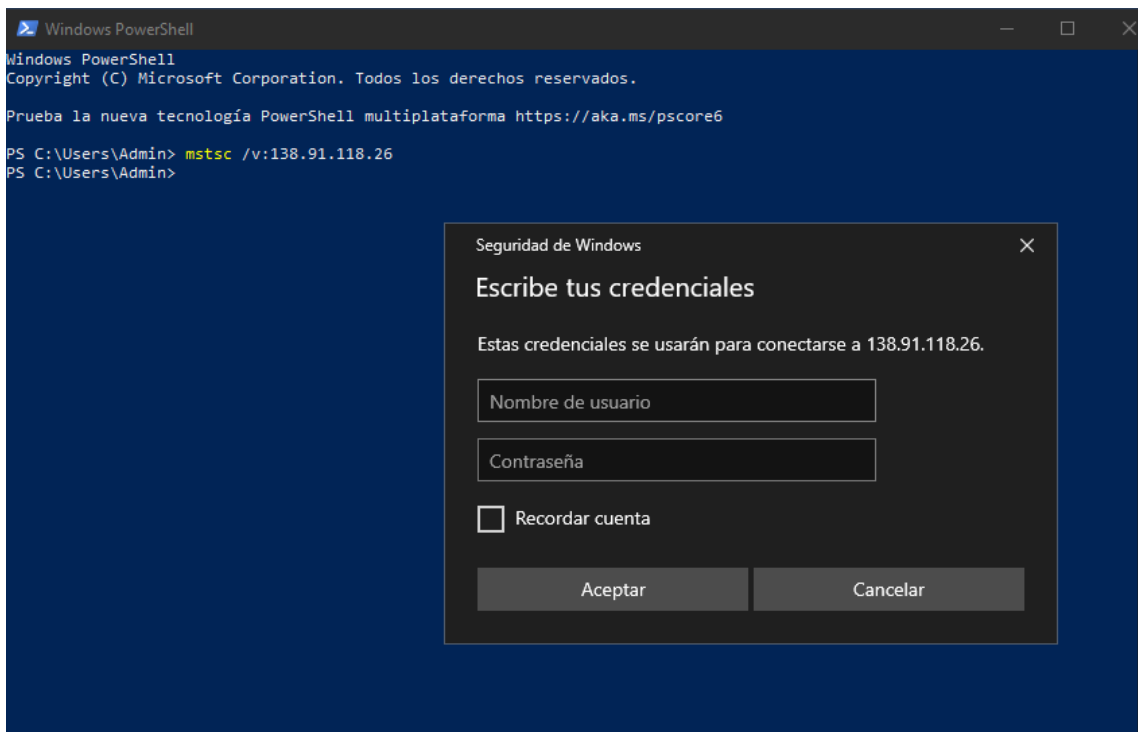 Windows PowerShell
Windows PowerShell
Copyright (C) Microsoft Corporation. Todos los derechos reservados.
Prueba la nueva tecnología PowerShell multiplataforma https://aka.ms/pscore6
PS C:\Users\Admin> mstsc /v:138.91.118.26
PS C:\Users\Admin>
Seguridad de Windows
Escribe tus credenciales
Estas credenciales se usarán para conectarse a 138.91.118.26.
Nombre de usuario
Contraseña
Recordar cuenta
Aceptar Cancelar